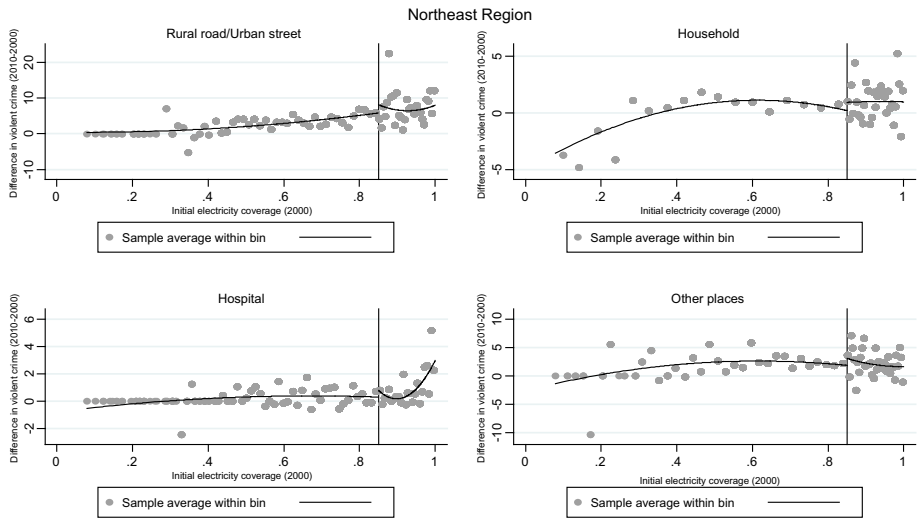 Northeast Region
Rural road/Urban street
Difference in violent crime (2010-2000)
20
10
0
-10
0 .2 .4 .6 .8 1
Initial electricity coverage (2000)
Sample average within bin
Household
Difference in violent crime (2010-2000)
5
0
-5
0 .2 .4 .6 .8 1
Initial electricity coverage (2000)
Sample average within bin
Hospital
Difference in violent crime (2010-2000)
6
4
2
0
-2
0 .2 .4 .6 .8 1
Initial electricity coverage (2000)
Sample average within bin
Other places
Difference in violent crime (2010-2000)
10
5
0
-5
-10
0 .2 .4 .6 .8 1
Initial electricity coverage (2000)
Sample average within bin